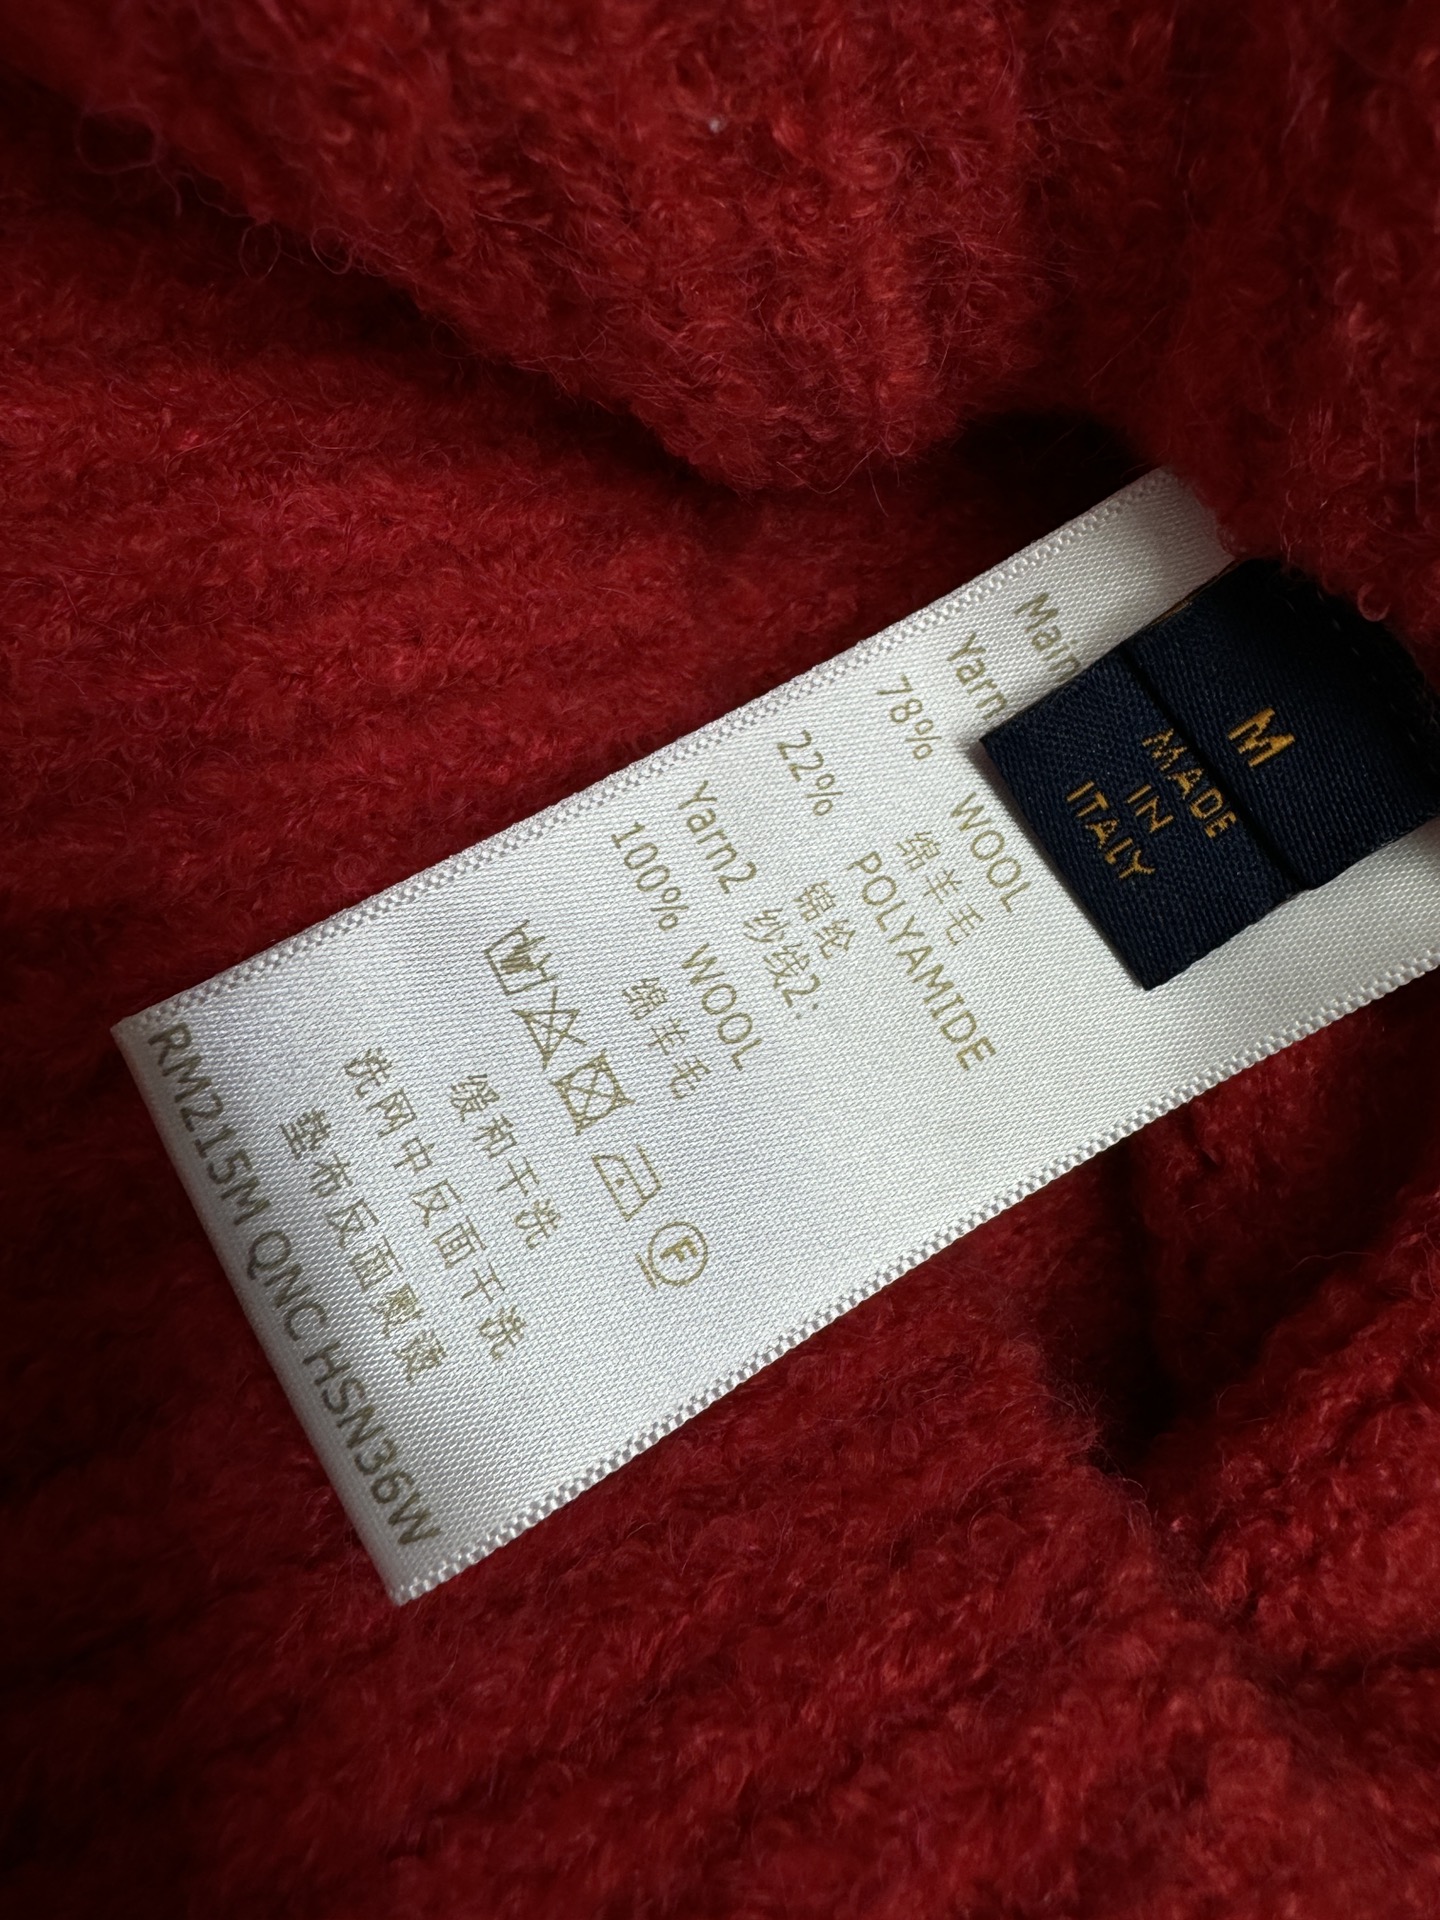 M
MADE
IN
ITALY
Main
Yarn
78% WOOL
绵羊毛
22% POLYAMIDE
锦纶
Yarn2 纱线2:
100% WOOL
绵羊毛
F
缓和干洗
洗网中反面干洗
垫布反面熨烫
RM215M QNC HSN36W